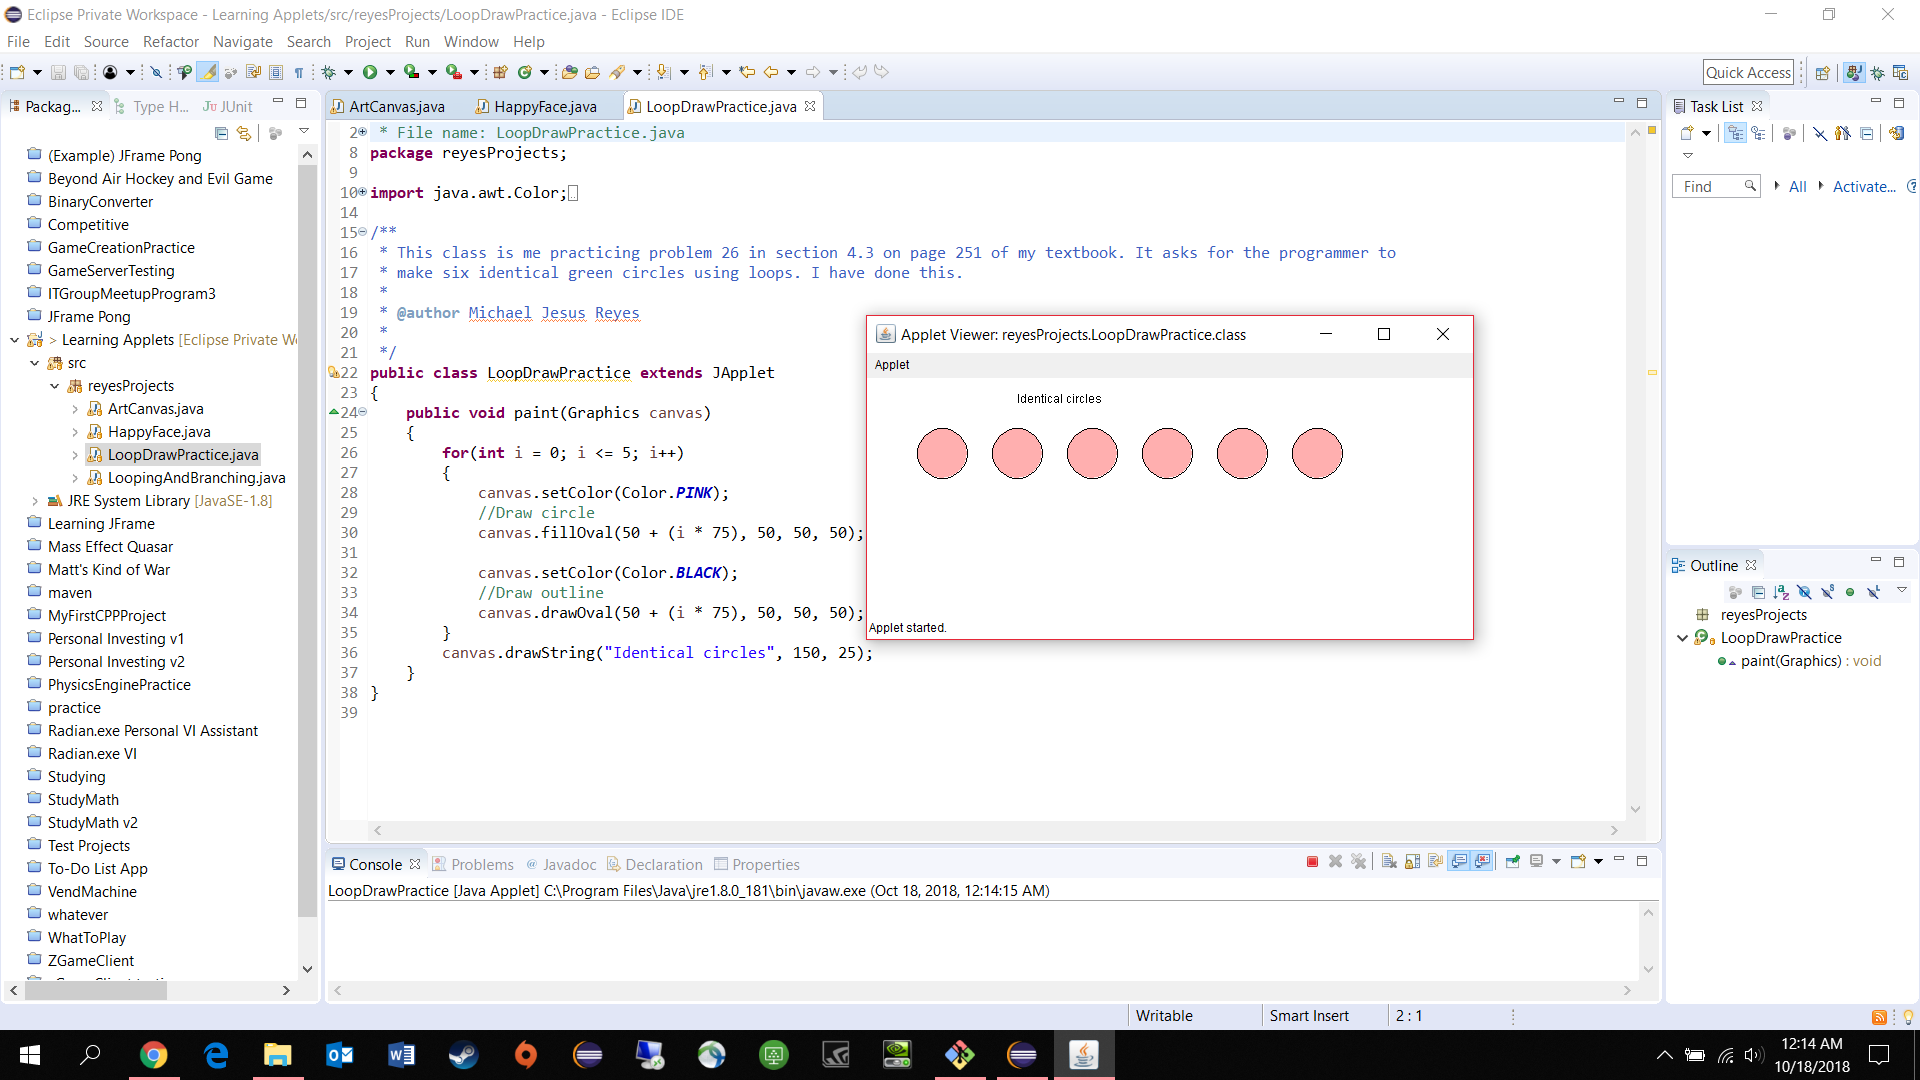 Eclipse Private Workspace - Learning Applets/src/reyesProjects/LoopDrawPractice.java - Eclipse IDE
File Edit Source Refactor Navigate Search Project Run Window Help
Quick Access
Packag...
Type H...
JUnit
(Example) JFrame Pong
Beyond Air Hockey and Evil Game
BinaryConverter
Competitive
GameCreationPractice
GameServerTesting
ITGroupMeetupProgram3
JFrame Pong
> Learning Applets [Eclipse Private W
src
reyesProjects
ArtCanvas.java
HappyFace.java
LoopDrawPractice.java
LoopingAndBranching.java
JRE System Library [JavaSE-1.8]
Learning JFrame
Mass Effect Quasar
Matt's Kind of War
maven
MyFirstCPPProject
Personal Investing v1
Personal Investing v2
PhysicsEnginePractice
practice
Radian.exe Personal VI Assistant
Radian.exe VI
Studying
StudyMath
StudyMath v2
Test Projects
To-Do List App
VendMachine
whatever
WhatToPlay
ZGameClient
ArtCanvas.java HappyFace.java LoopDrawPractice.java
2 * File name: LoopDrawPractice.java
8 package reyesProjects;
9
10 import java.awt.Color;
14
15 /**
16 * This class is me practicing problem 26 in section 4.3 on page 251 of my textbook. It asks for the programmer to
17 * make six identical green circles using loops. I have done this.
18 *
19 * @author Michael Jesus Reyes
20 *
21 */
22 public class LoopDrawPractice extends JApplet
23 {
24 public void paint(Graphics canvas)
25 {
26 for(int i = 0; i <= 5; i++)
27 {
28 canvas.setColor(Color.PINK);
29 //Draw circle
30 canvas.fillOval(50 + (i * 75), 50, 50, 50);
31
32 canvas.setColor(Color.BLACK);
33 //Draw outline
34 canvas.drawOval(50 + (i * 75), 50, 50, 50);
35 }
36 canvas.drawString("Identical circles", 150, 25);
37 }
38 }
39
Applet Viewer: reyesProjects.LoopDrawPractice.class
Applet
Identical circles
Applet started.
Console Problems Javadoc Declaration Properties
LoopDrawPractice [Java Applet] C:\Program Files\Java\jre1.8.0_181\bin\javaw.exe (Oct 18, 2018, 12:14:15 AM)
Task List
Find All Activate...
Outline
reyesProjects
LoopDrawPractice
paint(Graphics) : void
Writable Smart Insert 2 : 1
12:14 AM
10/18/2018